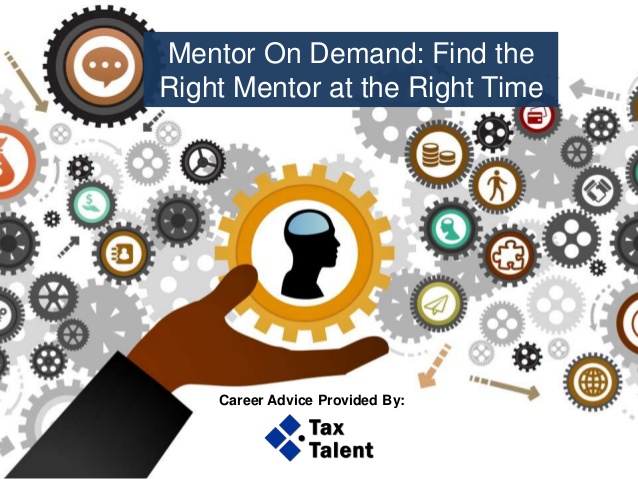 Mentor On Demand: Find the
Right Mentor at the Right Time
Career Advice Provided By:
Tax
Talent